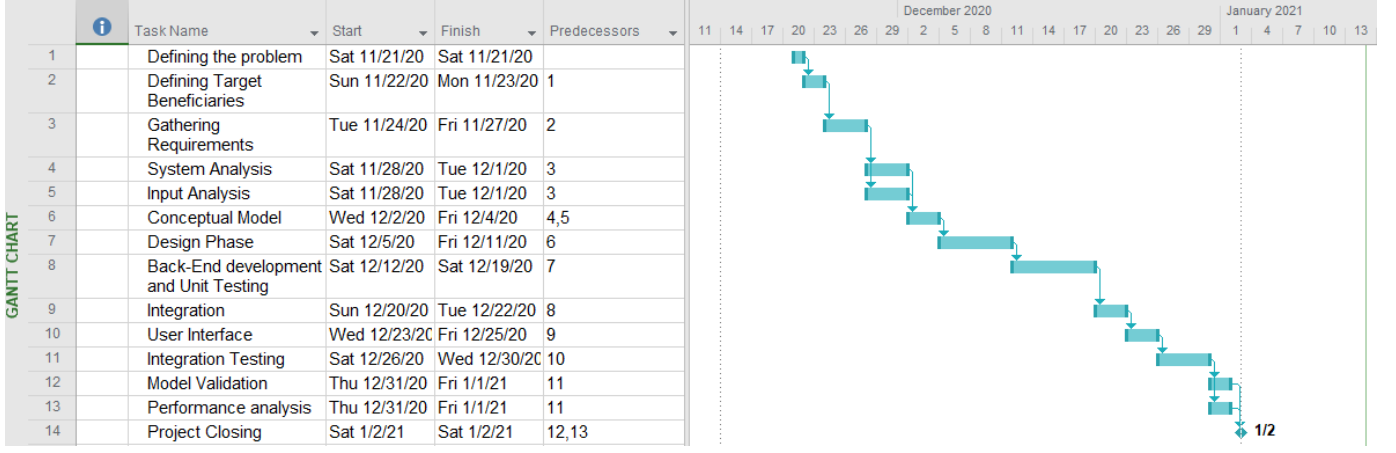 December 2020 January 2021
Task Name Start Finish Predecessors 11 14 17 20 23 26 29 2 5 8 11 14 17 20 23 26 29 1 4 7 10 13
1 Defining the problem Sat 11/21/20 Sat 11/21/20
2 Defining Target Sun 11/22/20 Mon 11/23/20 1
Beneficiaries
3 Gathering Tue 11/24/20 Fri 11/27/20 2
Requirements
4 System Analysis Sat 11/28/20 Tue 12/1/20 3
5 Input Analysis Sat 11/28/20 Tue 12/1/20 3
6 Conceptual Model Wed 12/2/20 Fri 12/4/20 4,5
7 Design Phase Sat 12/5/20 Fri 12/11/20 6
8 Back-End development Sat 12/12/20 Sat 12/19/20 7
and Unit Testing
9 Integration Sun 12/20/20 Tue 12/22/20 8
10 User Interface Wed 12/23/20 Fri 12/25/20 9
11 Integration Testing Sat 12/26/20 Wed 12/30/20 10
12 Model Validation Thu 12/31/20 Fri 1/1/21 11
13 Performance analysis Thu 12/31/20 Fri 1/1/21 11
14 Project Closing Sat 1/2/21 Sat 1/2/21 12,13 1/2
GANTT CHART